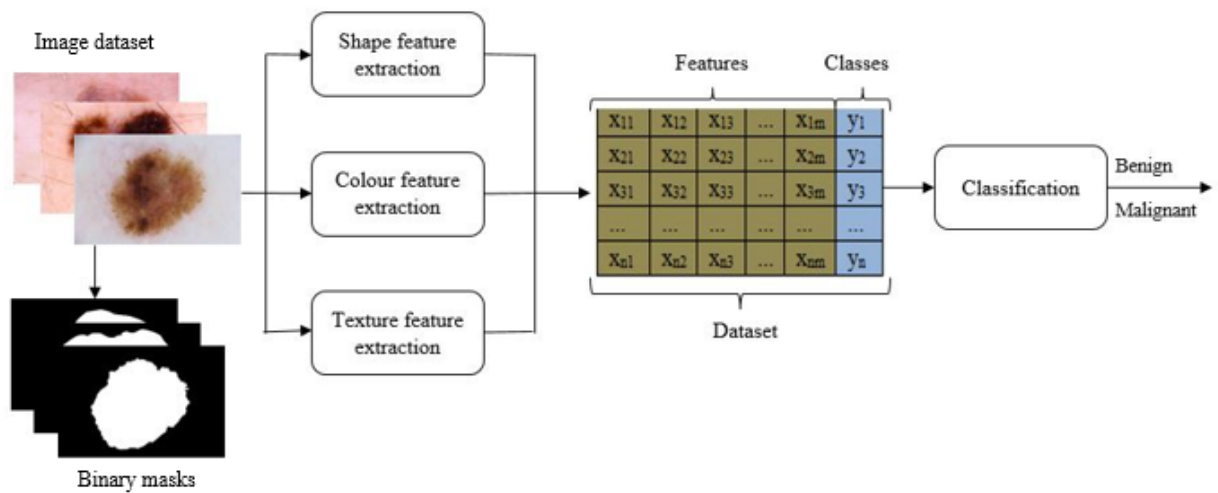 Image dataset
Binary masks
Shape feature
extraction
Colour feature
extraction
Texture feature
extraction
Features Classes
x11 x12 x13 ... x1m y1
x21 x22 x23 ... x2m y2
x31 x32 x33 ... x3m y3
... ... ... ... ... ...
xn1 xn2 xn3 ... xnm yn
Dataset
Classification
Benign
Malignant